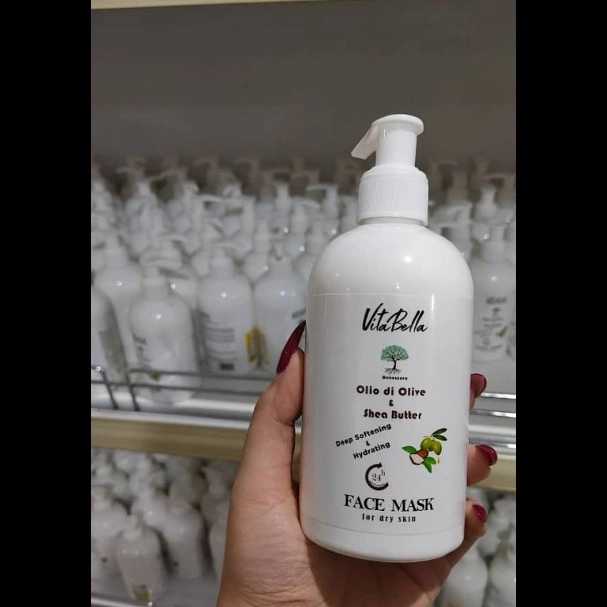 VitaBella
Olio di Olive
&
Shea Butter
Deep Softening
&
Hydrating
24h
FACE MASK
for dry skin